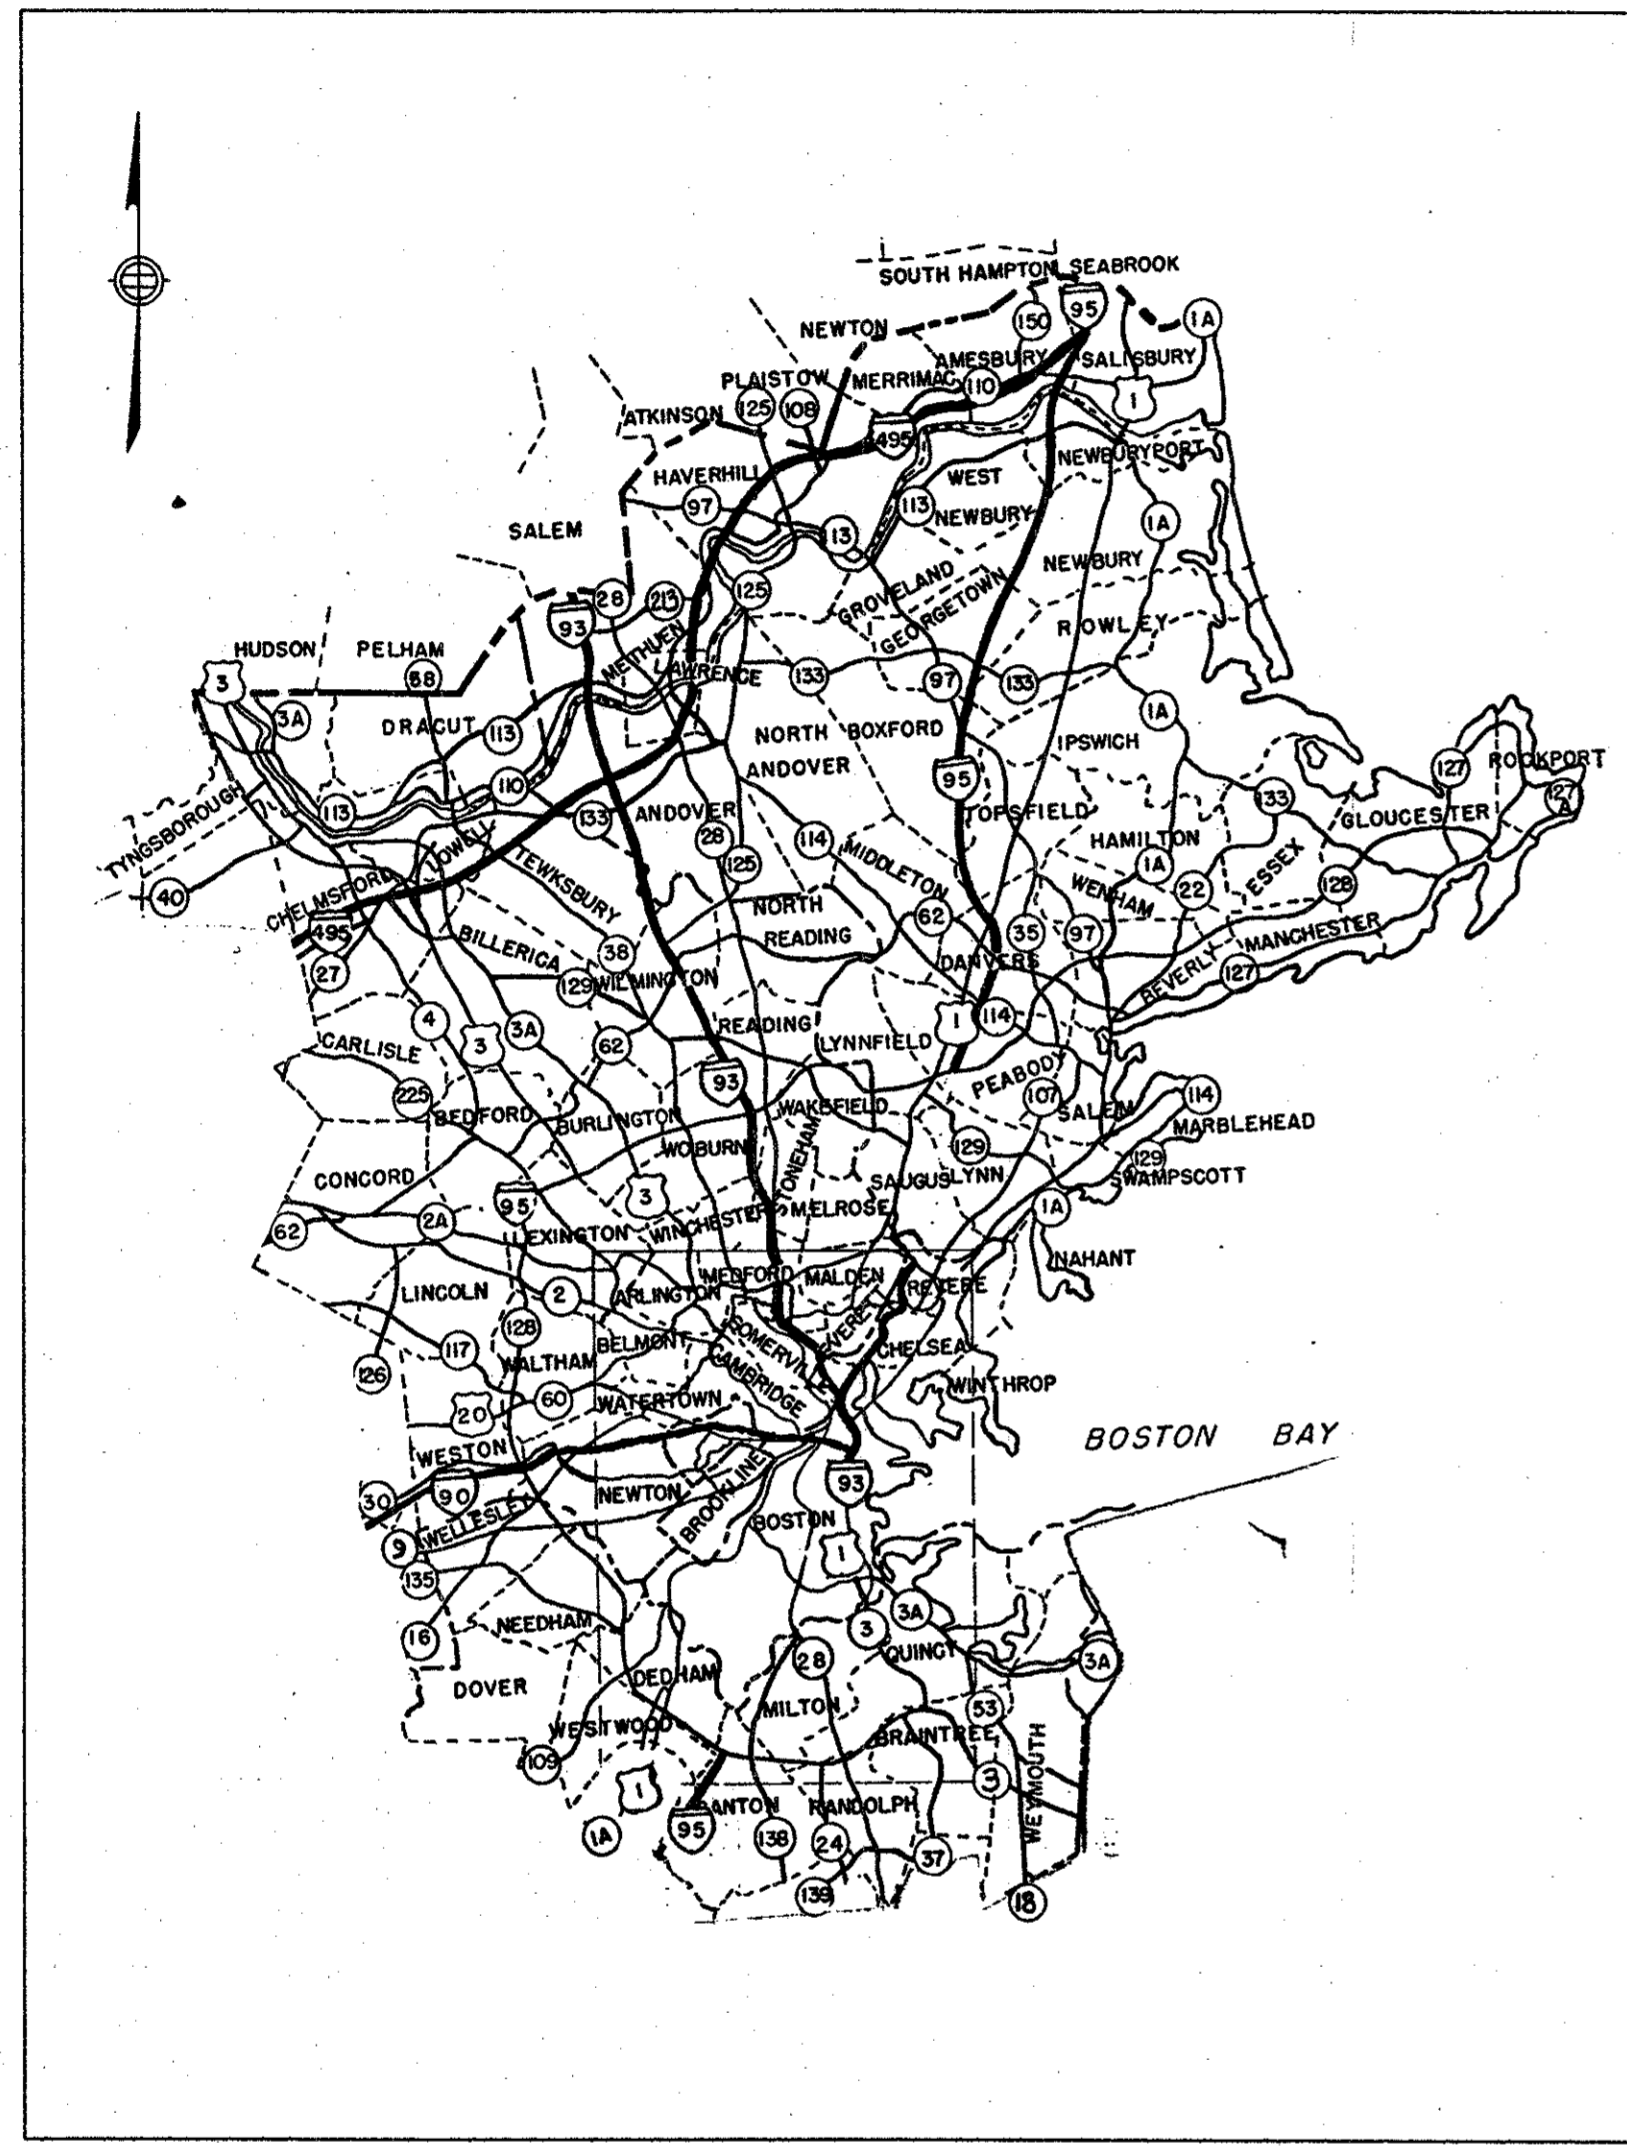 SOUTH HAMPTON SEABROOK
95
1A
150
NEWTON
AMESBURY SALISBURY
PLAISTOW MERRIMAC 110
1
125 108
ATKINSON
495
NEWBURYPORT
HAVERHILL
WEST
97
113
NEWBURY
1A
SALEM
113
NEWBURY
GROVELAND
125
28 213
93
GEORGETOWN
ROWLEY
METHUEN
HUDSON PELHAM
LAWRENCE 133
97 133
3
3A
DRACUT 113
1A
NORTH BOXFORD
IPSWICH
ANDOVER
95
127 ROCKPORT
127
A
110
133
TYNGSBOROUGH
113
133
ANDOVER
TOPSFIELD
GLOUCESTER
28
114
HAMILTON
LOWELL
MIDDLETON
125
1A
TEWKSBURY
ESSEX
40
CHELMSFORD
WENHAM
22
128
NORTH
62
495
BILLERICA
READING
35 97
MANCHESTER
38
DANVERS
27
129 WILMINGTON
BEVERLY 127
4
3A
READING
1 114
3
62
LYNNFIELD
CARLISLE
93
PEABODY
225
107
114
BEDFORD
BURLINGTON
WAKEFIELD
SALEM
MARBLEHEAD
WOBURN
STONEHAM
129
129
CONCORD
SAUGUS LYNN
SWAMPSCOTT
95
3
62
2A
LEXINGTON WINCHESTER MELROSE
1A
NAHANT
MEDFORD MALDEN
REVERE
LINCOLN
2
ARLINGTON
128
SOMERVILLE
EVERETT
117
BELMONT
CHELSEA
126
WALTHAM
CAMBRIDGE
WINTHROP
60
WATERTOWN
20
BOSTON BAY
WESTON
30
90
NEWTON
BROOKLINE
93
WELLESLEY
BOSTON
9
1
135
3A
16
NEEDHAM
3
QUINCY
28
3A
DEDHAM
DOVER
MILTON
53
WESTWOOD
BRAINTREE
WEYMOUTH
109
3
1
CANTON RANDOLPH
1A
95
138 24
37
139
18